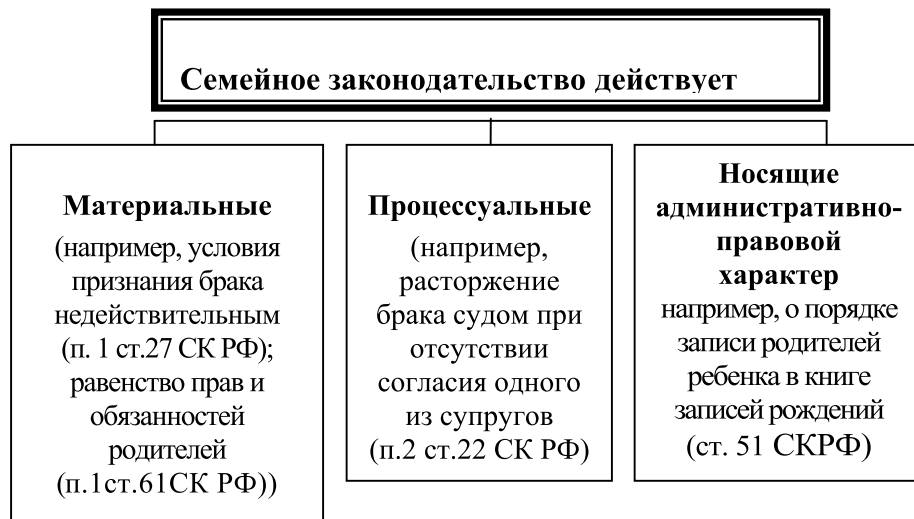 Семейное законодательство действует
Материальные
(например, условия
признания брака
недействительным
(п. 1 ст.27 СК РФ);
равенство прав и
обязанностей
родителей
(п.1ст.61СК РФ))
Процессуальные
(например,
расторжение
брака судом при
отсутствии
согласия одного
из супругов
(п.2 ст.22 СК РФ)
Носящие
административно-
правовой
характер
например, о порядке
записи родителей
ребенка в книге
записей рождений
(ст. 51 СКРФ)